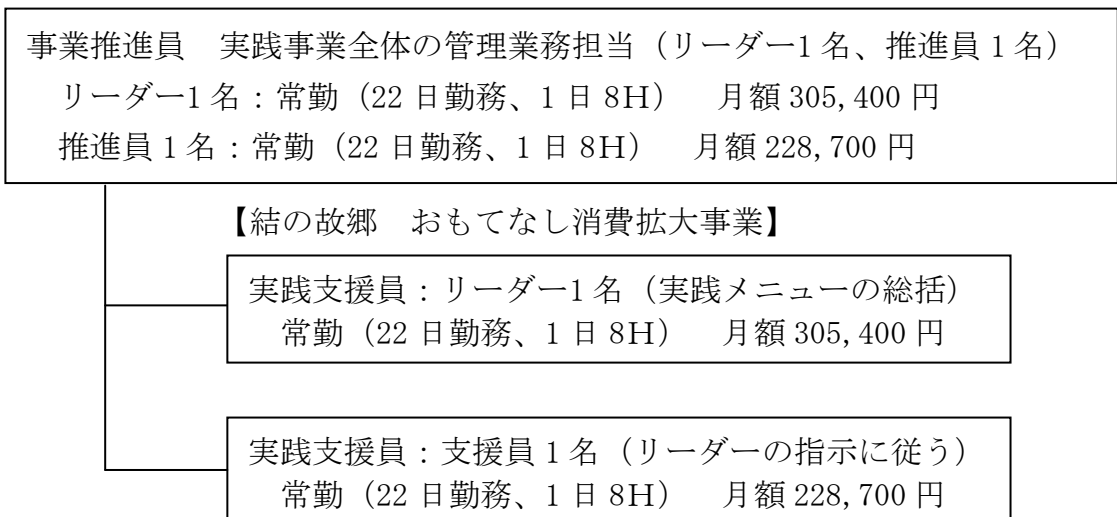 事業推進員　実践事業全体の管理業務担当（リーダー1名、推進員1名）
リーダー1名：常勤（22日勤務、1日8H）　月額305,400円
推進員1名：常勤（22日勤務、1日8H）　月額228,700円
【結の故郷　おもてなし消費拡大事業】
実践支援員：リーダー1名（実践メニューの総括）
常勤（22日勤務、1日8H）　月額305,400円
実践支援員：支援員1名（リーダーの指示に従う）
常勤（22日勤務、1日8H）　月額228,700円